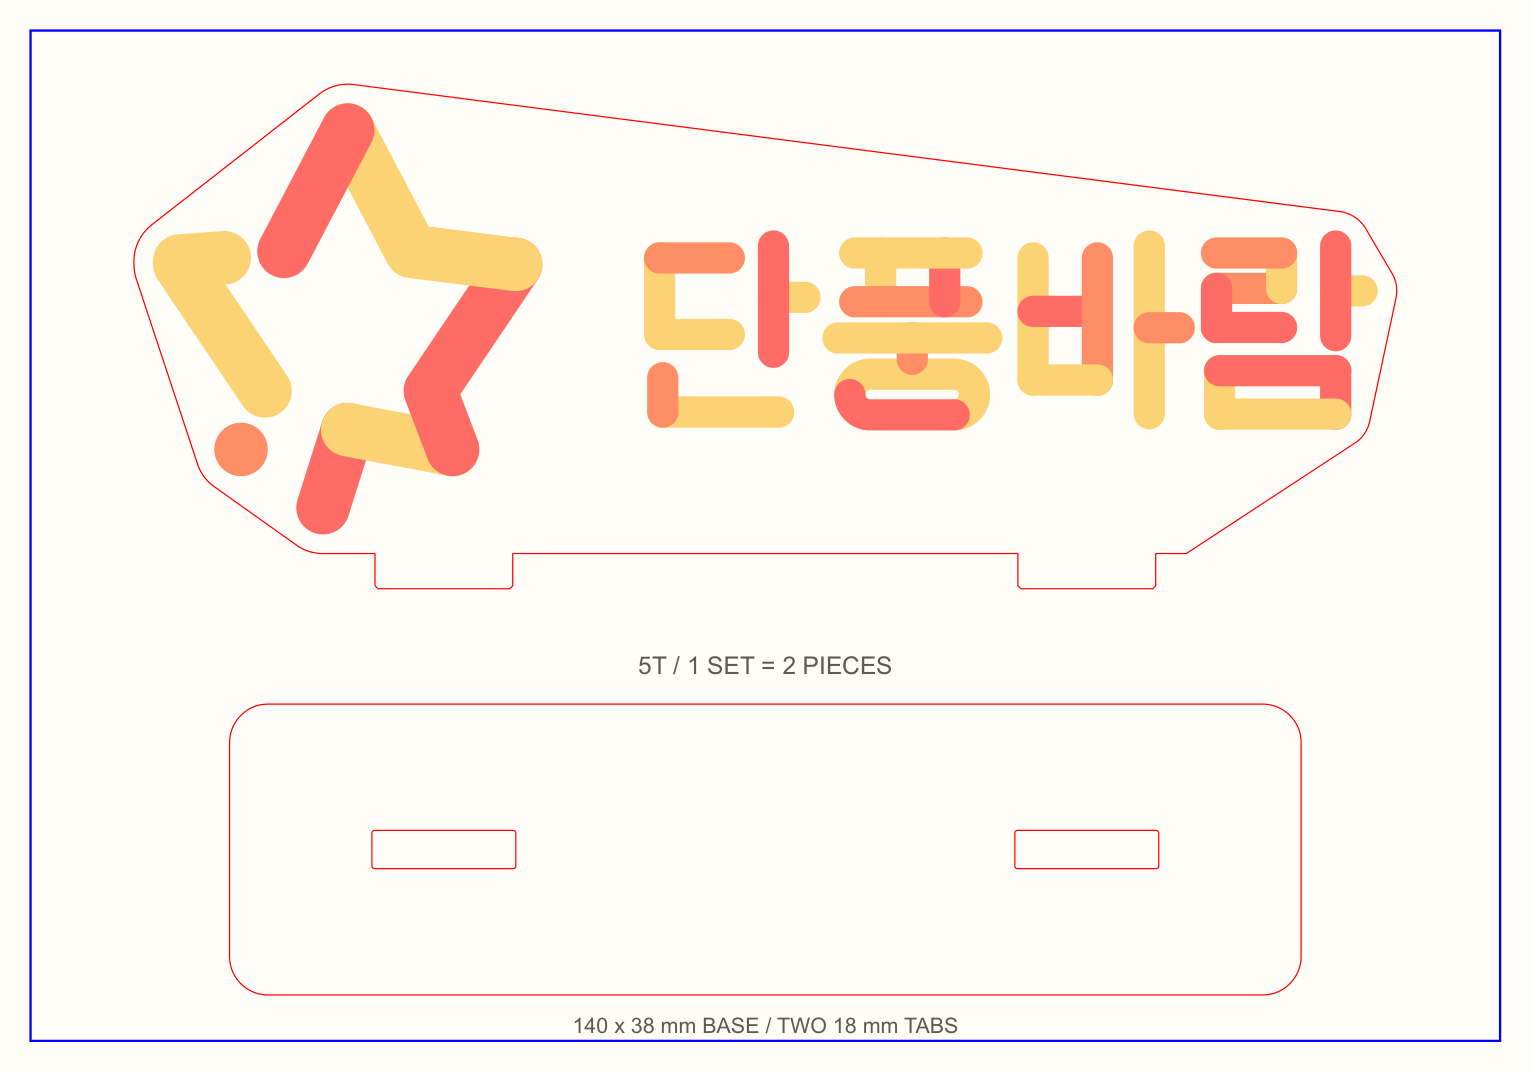 단풍바람
5T / 1 SET = 2 PIECES
140 x 38 mm BASE / TWO 18 mm TABS